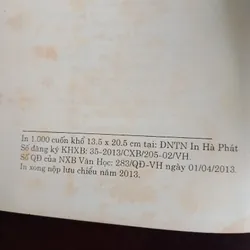 In 1.000 cuốn khổ 13.5 x 20.5 cm tại: DNTN In Hà Phát
Số đăng ký KHXB: 35-2013/CXB/205-02/VH.
Số QĐ của NXB Văn Học: 283/QĐ-VH ngày 01/04/2013.
In xong nộp lưu chiểu năm 2013.